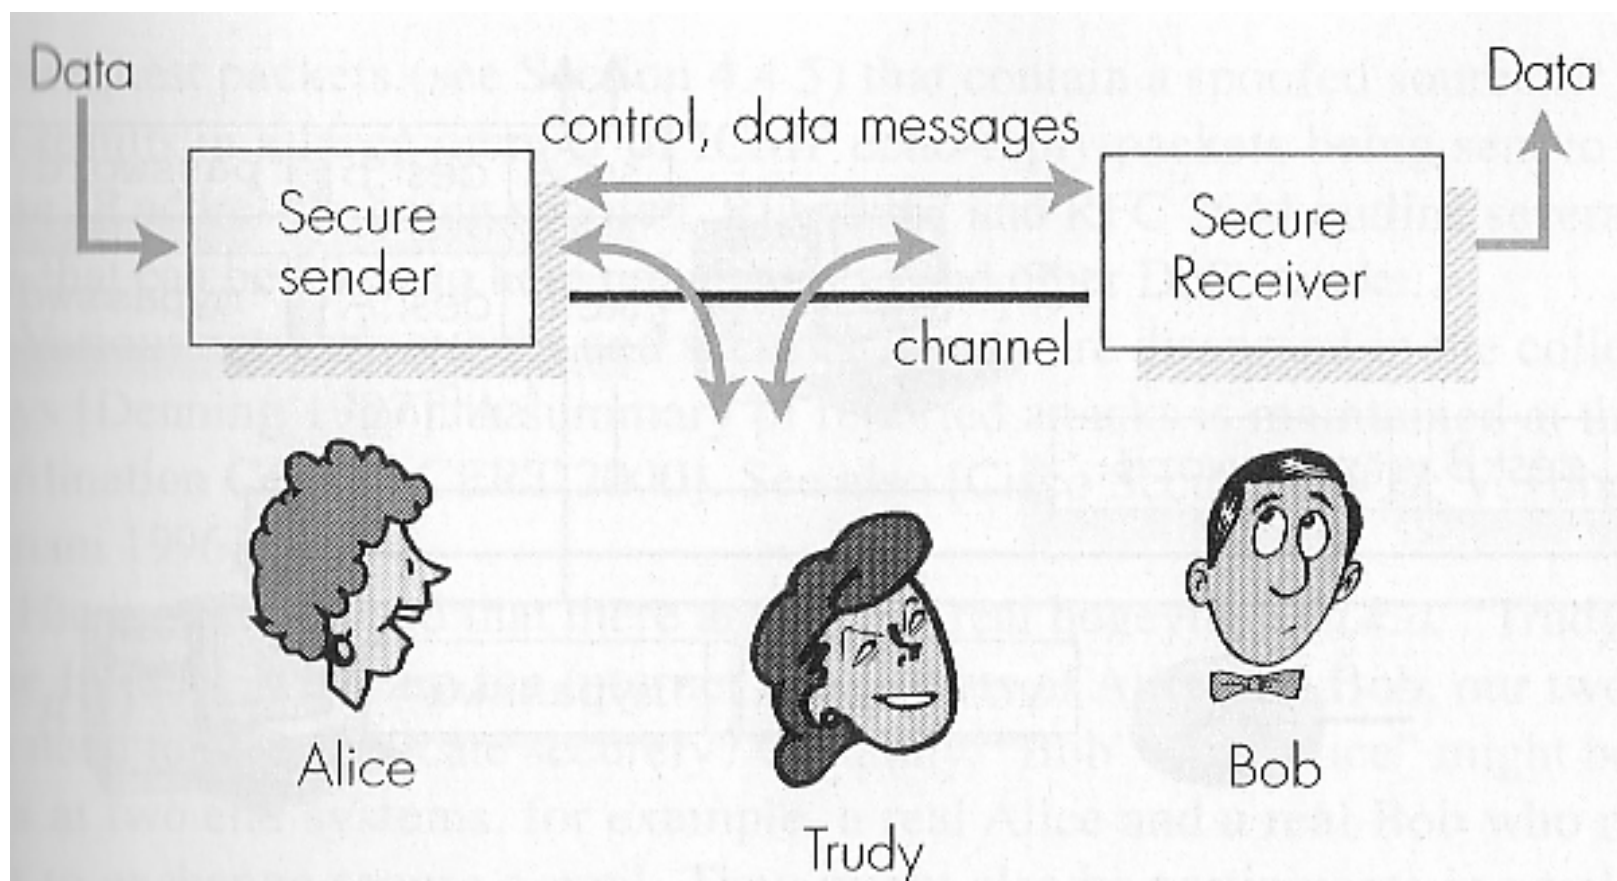 Data
Data
control, data messages
Secure
sender
Secure
Receiver
channel
Alice
Bob
Trudy